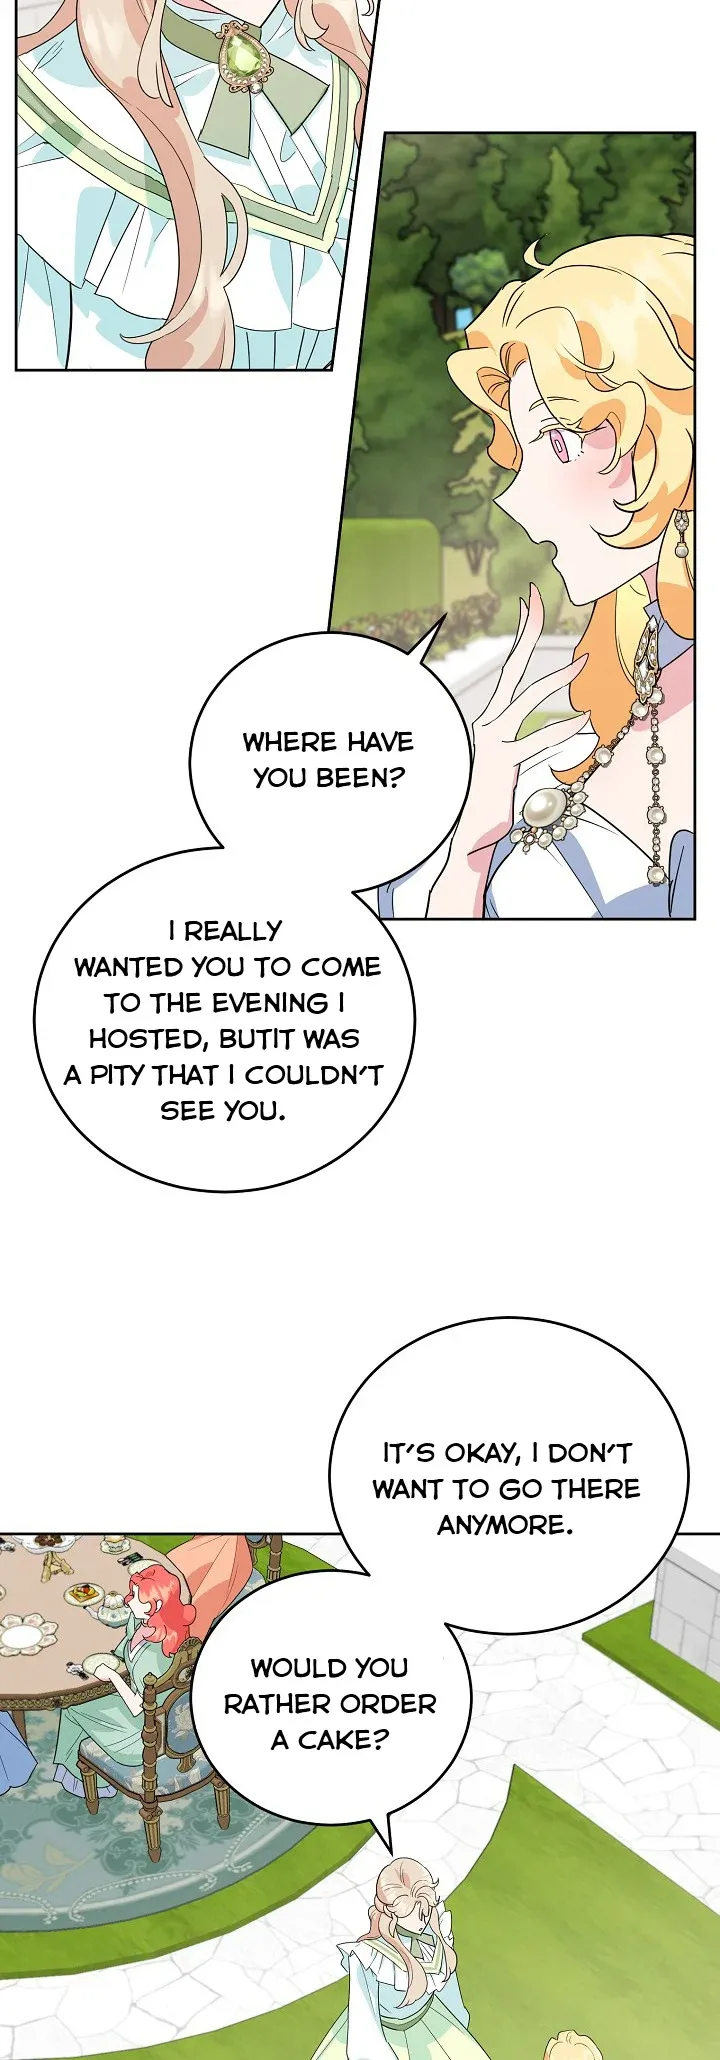 WHERE HAVE
YOU BEEN?
I REALLY
WANTED YOU TO COME
TO THE EVENING I
HOSTED, BUTIT WAS
A PITY THAT I COULDN'T
SEE YOU.
IT'S OKAY, I DON'T
WANT TO GO THERE
ANYMORE.
WOULD YOU
RATHER ORDER
A CAKE?